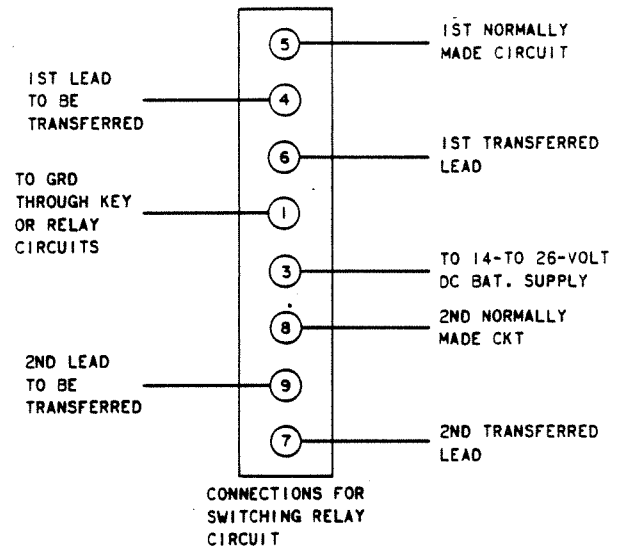 5
1ST NORMALLY
MADE CIRCUIT
1ST LEAD
TO BE
TRANSFERRED
4
6
1ST TRANSFERRED
LEAD
TO GRD
THROUGH KEY
OR RELAY
CIRCUITS
1
3
TO 14-TO 26-VOLT
DC BAT. SUPPLY
8
2ND NORMALLY
MADE CKT
2ND LEAD
TO BE
TRANSFERRED
9
7
2ND TRANSFERRED
LEAD
CONNECTIONS FOR
SWITCHING RELAY
CIRCUIT